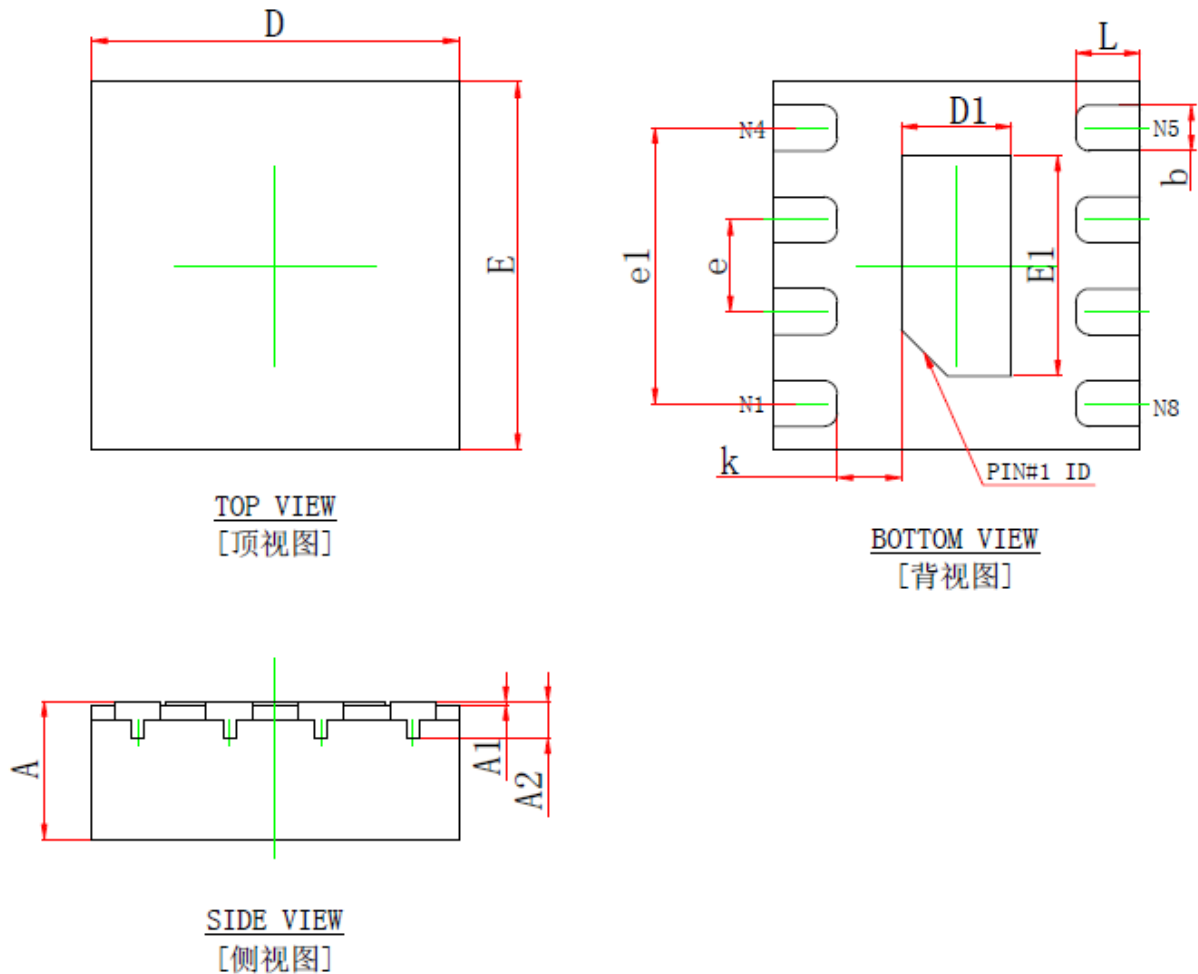 D
E
TOP VIEW
[顶视图]
L
D1
N4
N5
b
e1
e
E1
N1
N8
k
PIN#1 ID
BOTTOM VIEW
[背视图]
A
A1
A2
SIDE VIEW
[侧视图]